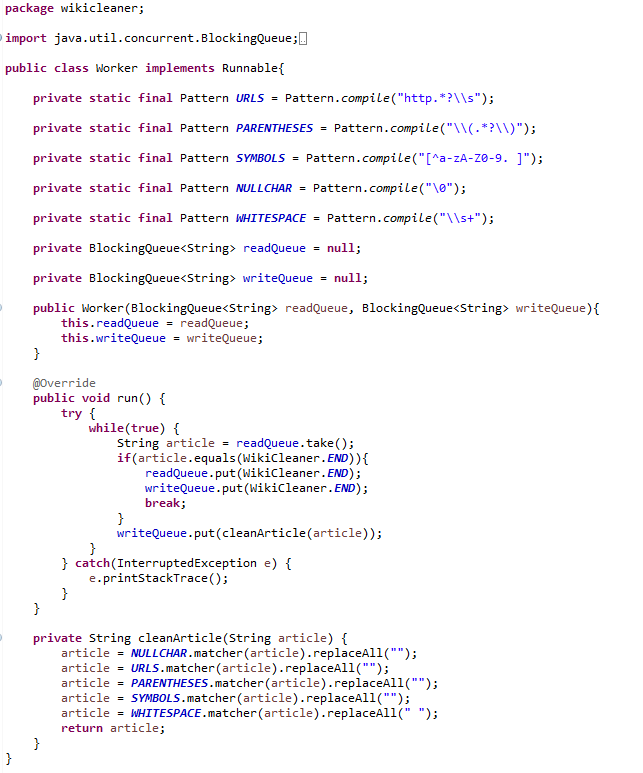 package wikicleaner;
import java.util.concurrent.BlockingQueue;
public class Worker implements Runnable{
private static final Pattern URLS = Pattern.compile("http.*?\\s");
private static final Pattern PARENTHESES = Pattern.compile("\\(.*?\\)");
private static final Pattern SYMBOLS = Pattern.compile("[^a-zA-Z0-9. ]");
private static final Pattern NULLCHAR = Pattern.compile("\0");
private static final Pattern WHITESPACE = Pattern.compile("\\s+");
private BlockingQueue<String> readQueue = null;
private BlockingQueue<String> writeQueue = null;
public Worker(BlockingQueue<String> readQueue, BlockingQueue<String> writeQueue){
this.readQueue = readQueue;
this.writeQueue = writeQueue;
}
@Override
public void run() {
try {
while(true) {
String article = readQueue.take();
if(article.equals(WikiCleaner.END)){
readQueue.put(WikiCleaner.END);
writeQueue.put(WikiCleaner.END);
break;
}
writeQueue.put(cleanArticle(article));
}
} catch(InterruptedException e) {
e.printStackTrace();
}
}
private String cleanArticle(String article) {
article = NULLCHAR.matcher(article).replaceAll("");
article = URLS.matcher(article).replaceAll("");
article = PARENTHESES.matcher(article).replaceAll("");
article = SYMBOLS.matcher(article).replaceAll("");
article = WHITESPACE.matcher(article).replaceAll(" ");
return article;
}
}